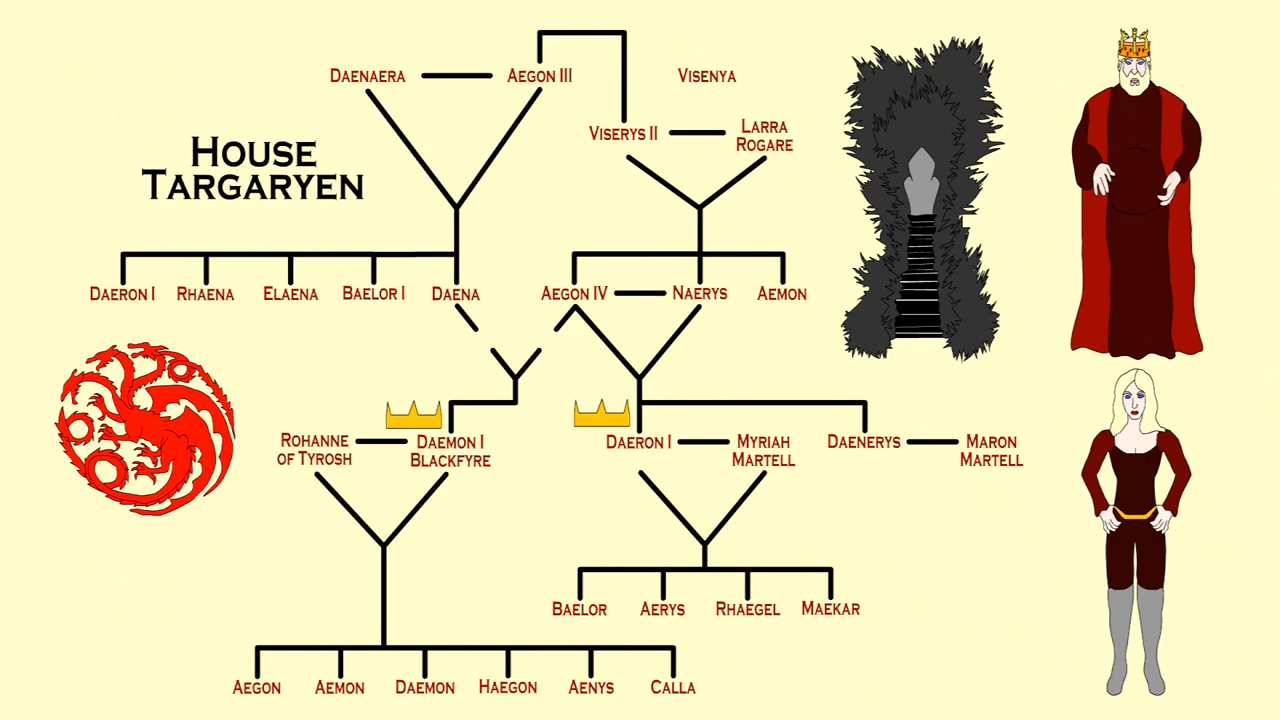 Daenaera
Aegon III
Visenya
Viserys II
Larra
Rogare
House
Targaryen
Daeron I
Rhaena
Elaena
Baelor I
Daena
Aegon IV
Naerys
Aemon
Rohanne
of Tyrosh
Daemon I
Blackfyre
Daeron I
Myriah
Martell
Daenerys
Maron
Martell
Baelor
Aerys
Rhaegel
Maekar
Aegon
Aemon
Daemon
Haegon
Aenys
Calla